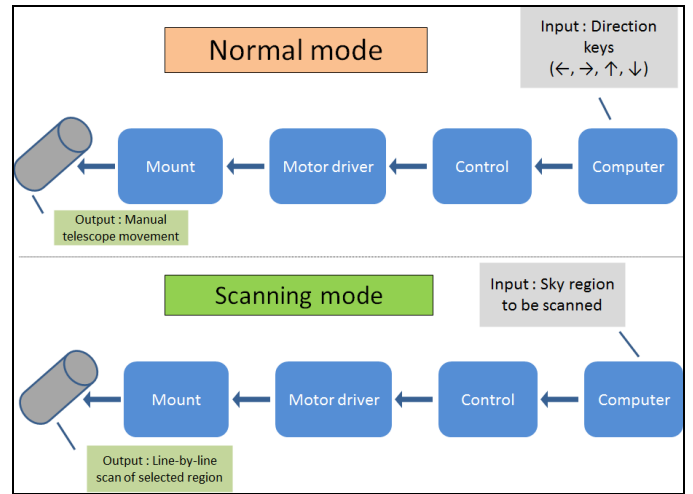 Normal mode
Input : Direction
keys
(←, →, ↑, ↓)
Mount
Motor driver
Control
Computer
Output : Manual
telescope movement
Scanning mode
Input : Sky region
to be scanned
Mount
Motor driver
Control
Computer
Output : Line-by-line
scan of selected region